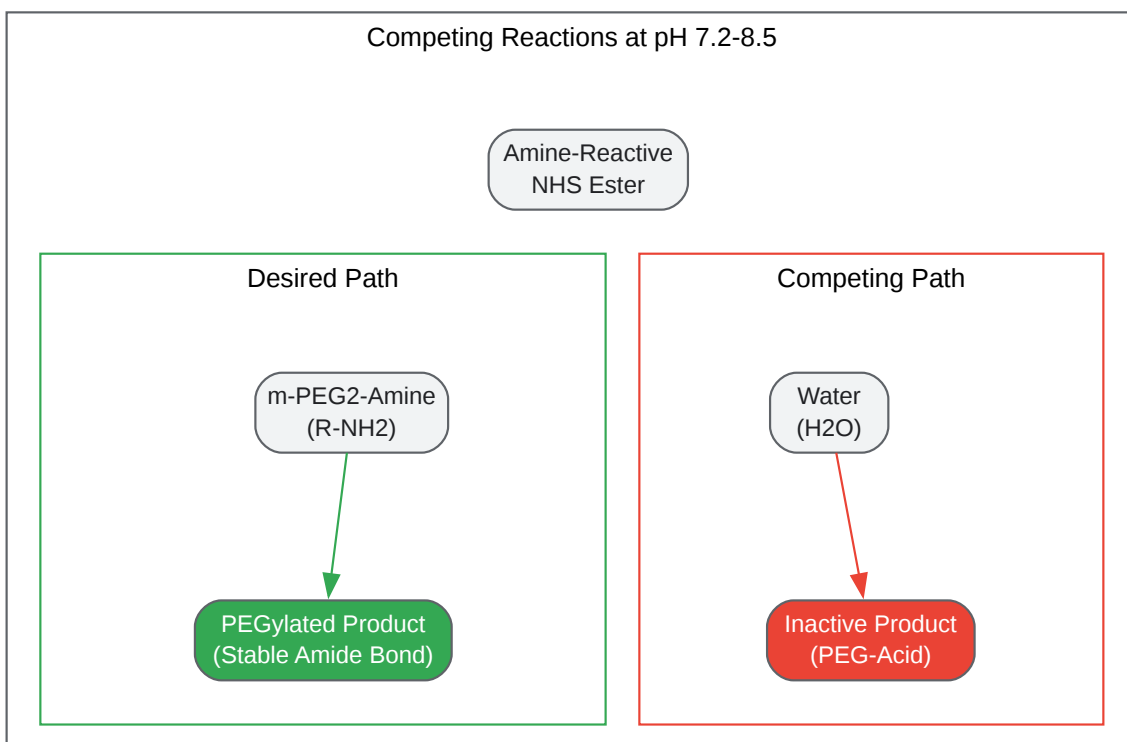 Competing Reactions at pH 7.2-8.5
Amine-Reactive
NHS Ester
Desired Path
m-PEG2-Amine
(R-NH2)
PEGylated Product
(Stable Amide Bond)
Competing Path
Water
(H2O)
Inactive Product
(PEG-Acid)